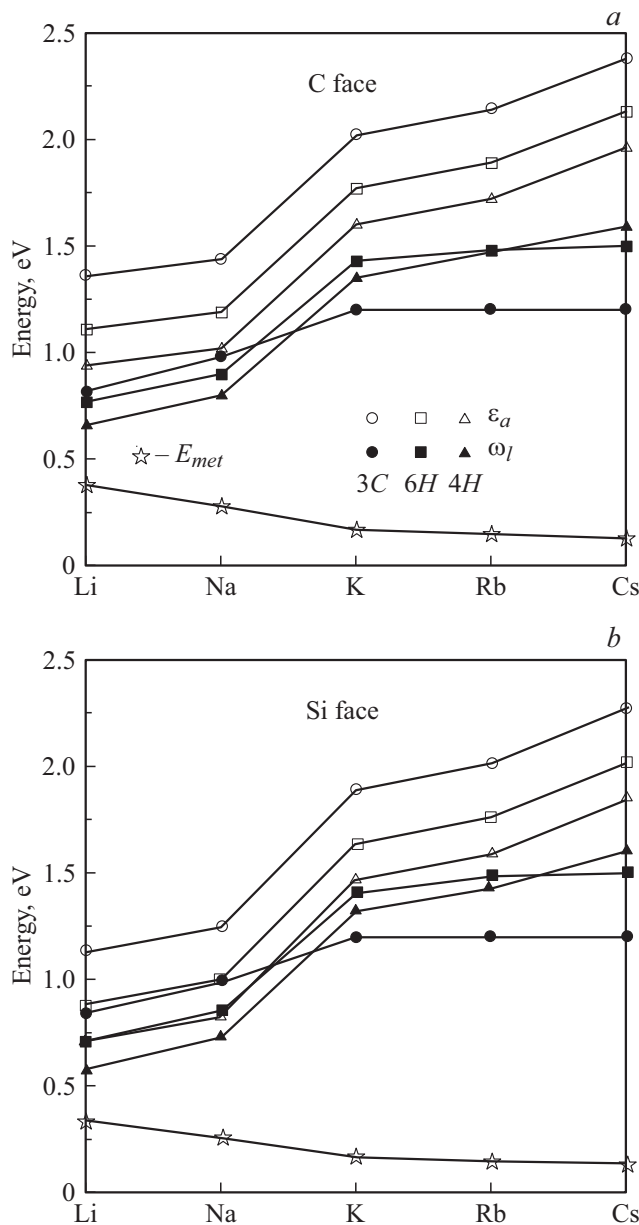 a
2.5
C face
2.0
1.5
Energy, eV
1.0
εₐ
ωₗ
3C 6H 4H
0.5
☆ – E_met
0
Li Na K Rb Cs
b
2.5
Si face
2.0
1.5
Energy, eV
1.0
0.5
0
Li Na K Rb Cs